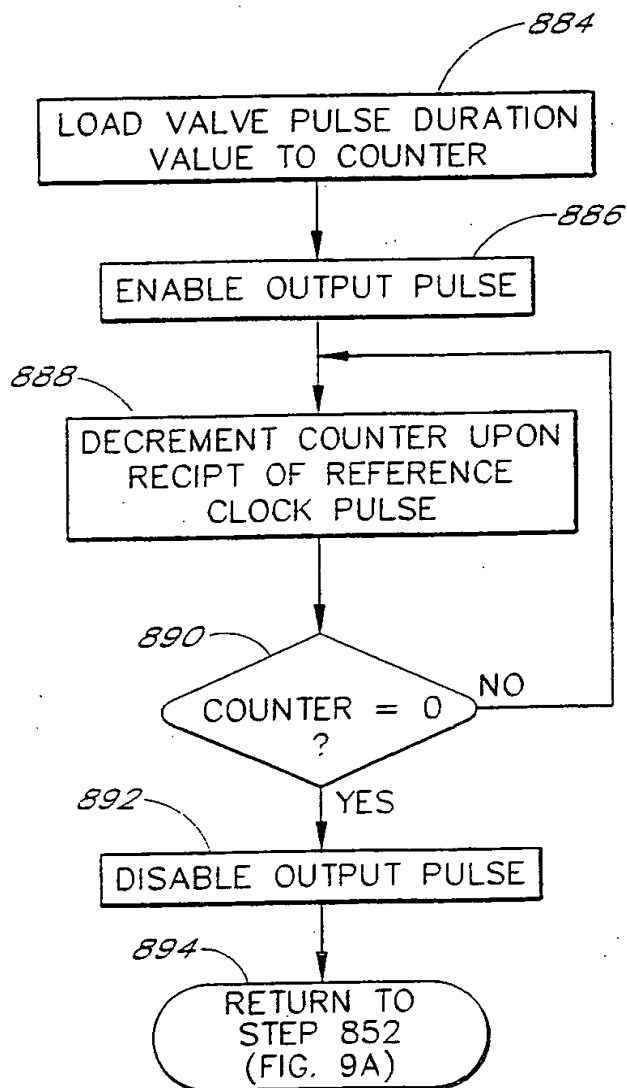 884
LOAD VALVE PULSE DURATION
VALUE TO COUNTER
886
ENABLE OUTPUT PULSE
888
DECREMENT COUNTER UPON
RECIPT OF REFERENCE
CLOCK PULSE
890
COUNTER = 0
?
NO
YES
892
DISABLE OUTPUT PULSE
894
RETURN TO
STEP 852
(FIG. 9A)